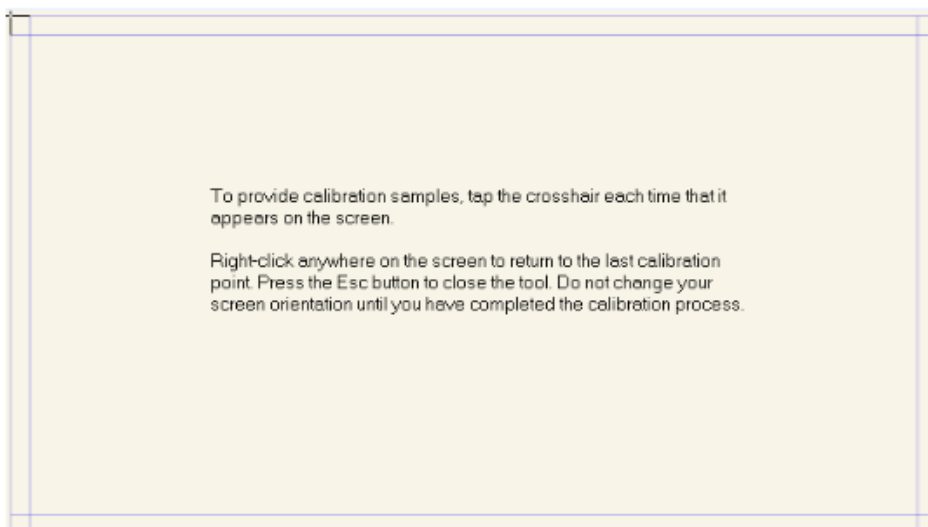 To provide calibration samples, tap the crosshair each time that it
appears on the screen.
Right-click anywhere on the screen to return to the last calibration
point. Press the Esc button to close the tool. Do not change your
screen orientation until you have completed the calibration process.